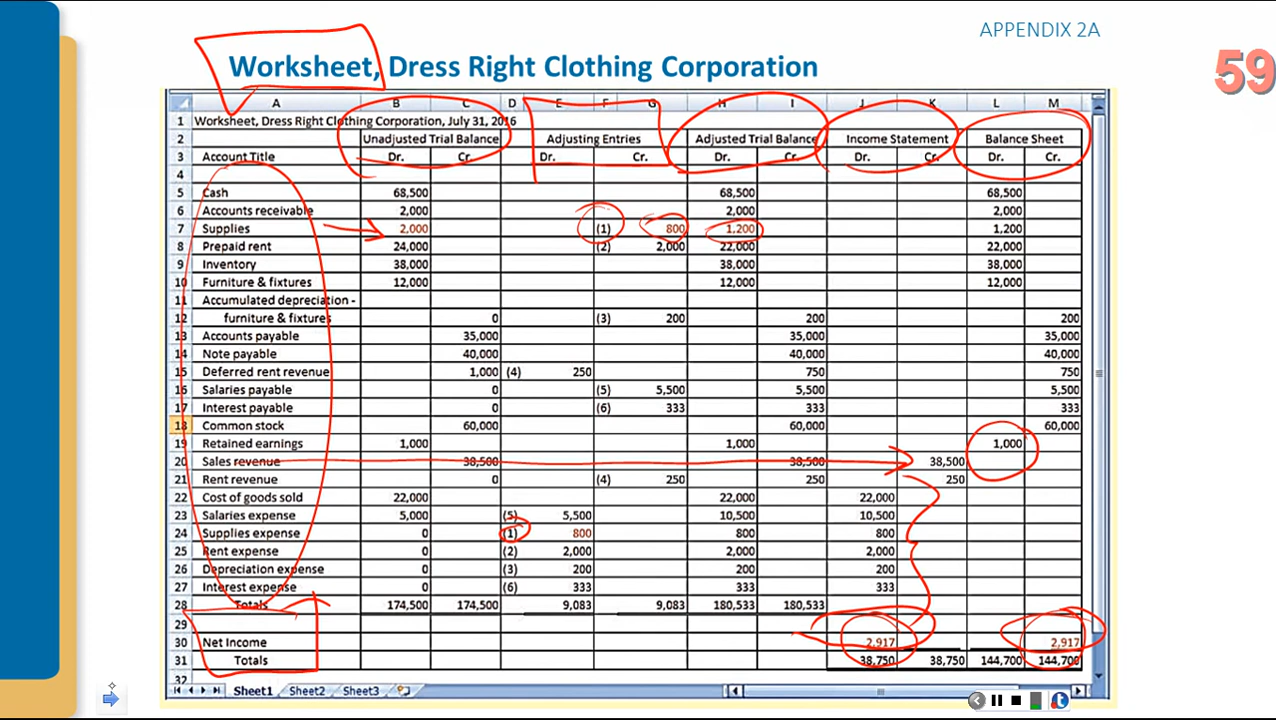 APPENDIX 2A
Worksheet, Dress Right Clothing Corporation
59
A B C D E F G H I J K L M
1 Worksheet, Dress Right Clothing Corporation, July 31, 2016
2 Unadjusted Trial Balance Adjusting Entries Adjusted Trial Balance Income Statement Balance Sheet
3 Account Title Dr. Cr. Dr. Cr. Dr. Cr. Dr. Cr. Dr. Cr.
4
5 Cash 68,500 68,500 68,500
6 Accounts receivable 2,000 2,000 2,000
7 Supplies 2,000 (1) 800 1,200 1,200
8 Prepaid rent 24,000 (2) 2,000 22,000 22,000
9 Inventory 38,000 38,000 38,000
10 Furniture & fixtures 12,000 12,000 12,000
11 Accumulated depreciation -
12 furniture & fixtures 0 (3) 200 200 200
13 Accounts payable 35,000 35,000 35,000
14 Note payable 40,000 40,000 40,000
15 Deferred rent revenue 1,000 (4) 250 750 750
16 Salaries payable 0 (5) 5,500 5,500 5,500
17 Interest payable 0 (6) 333 333 333
18 Common stock 60,000 60,000 60,000
19 Retained earnings 1,000 1,000 1,000
20 Sales revenue 38,500 38,500 38,500
21 Rent revenue 0 (4) 250 250 250
22 Cost of goods sold 22,000 22,000 22,000
23 Salaries expense 5,000 (5) 5,500 10,500 10,500
24 Supplies expense 0 (1) 800 800 800
25 Rent expense 0 (2) 2,000 2,000 2,000
26 Depreciation expense 0 (3) 200 200 200
27 Interest expense 0 (6) 333 333 333
28 Totals 174,500 174,500 9,083 9,083 180,533 180,533
29
30 Net Income 2,917 2,917
31 Totals 38,750 38,750 144,700 144,700
32
Sheet1 Sheet2 Sheet3